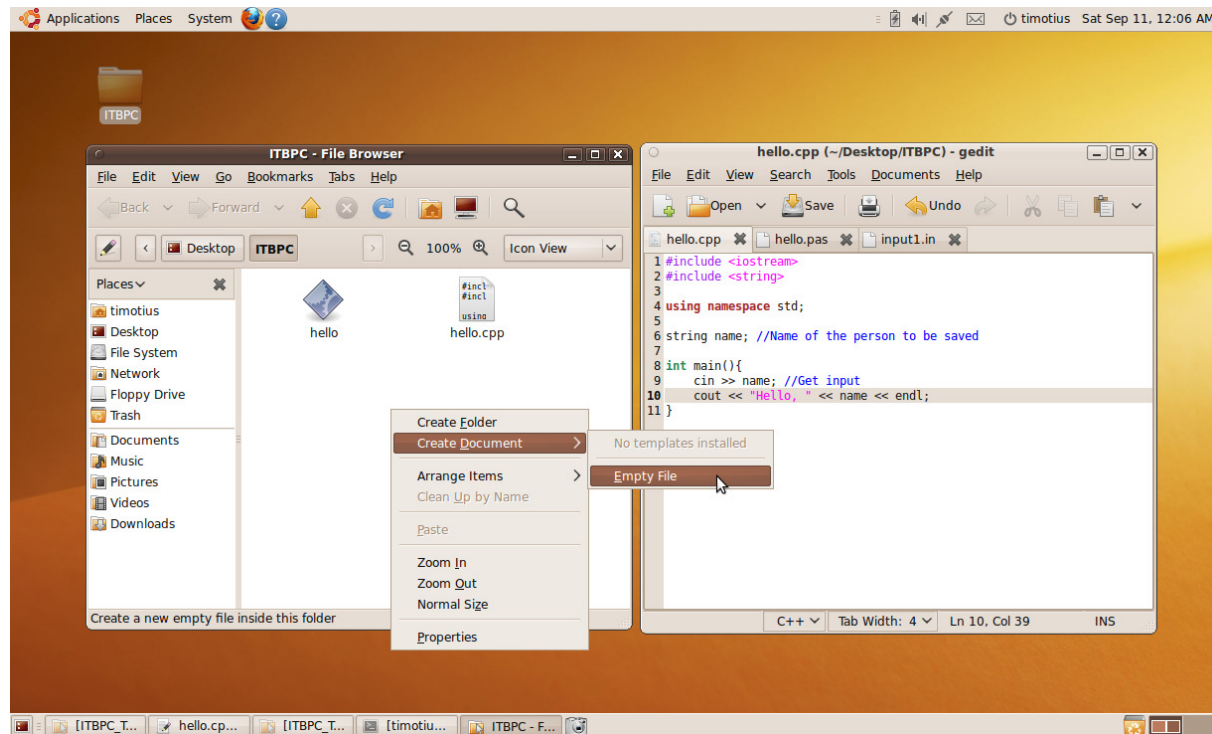 Applications Places System timotius Sat Sep 11, 12:06 AM
ITBPC
ITBPC - File Browser
File Edit View Go Bookmarks Tabs Help
Back Forward
Desktop ITBPC 100% Icon View
Places
timotius
Desktop
File System
Network
Floppy Drive
Trash
Documents
Music
Pictures
Videos
Downloads
#incl
#incl
using
hello
hello.cpp
Create Folder
Create Document
Arrange Items
Clean Up by Name
Paste
Zoom In
Zoom Out
Normal Size
Properties
No templates installed
Empty File
Create a new empty file inside this folder
hello.cpp (~/Desktop/ITBPC) - gedit
File Edit View Search Tools Documents Help
Open Save Undo
hello.cpp hello.pas input1.in
1 #include <iostream>
2 #include <string>
3
4 using namespace std;
5
6 string name; //Name of the person to be saved
7
8 int main(){
9 cin >> name; //Get input
10 cout << "Hello, " << name << endl;
11 }
C++ Tab Width: 4 Ln 10, Col 39 INS
[ITBPC_T... hello.cp... [ITBPC_T... [timotiu... ITBPC - F...